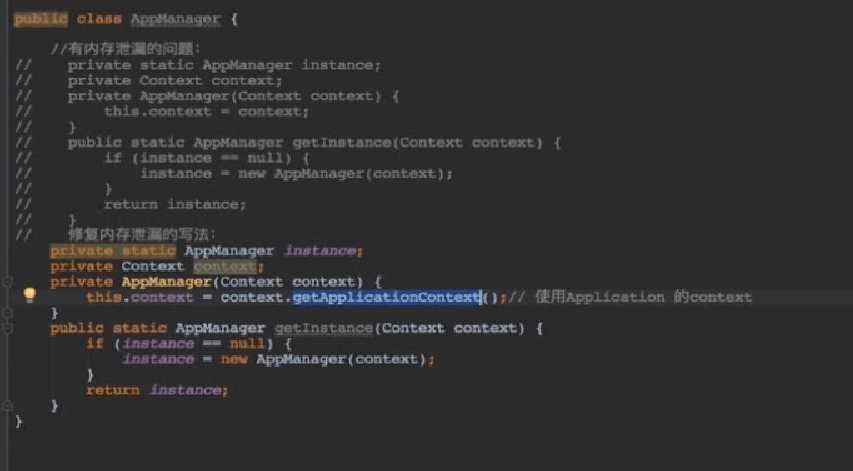 public class AppManager {
//有内存泄漏的问题：
// private static AppManager instance;
// private Context context;
// private AppManager(Context context) {
// this.context = context;
// }
// public static AppManager getInstance(Context context) {
// if (instance == null) {
// instance = new AppManager(context);
// }
// return instance;
// }
// 修复内存泄漏的写法：
private static AppManager instance;
private Context context;
private AppManager(Context context) {
this.context = context.getApplicationContext();// 使用Application 的context
}
public static AppManager getInstance(Context context) {
if (instance == null) {
instance = new AppManager(context);
}
return instance;
}
}